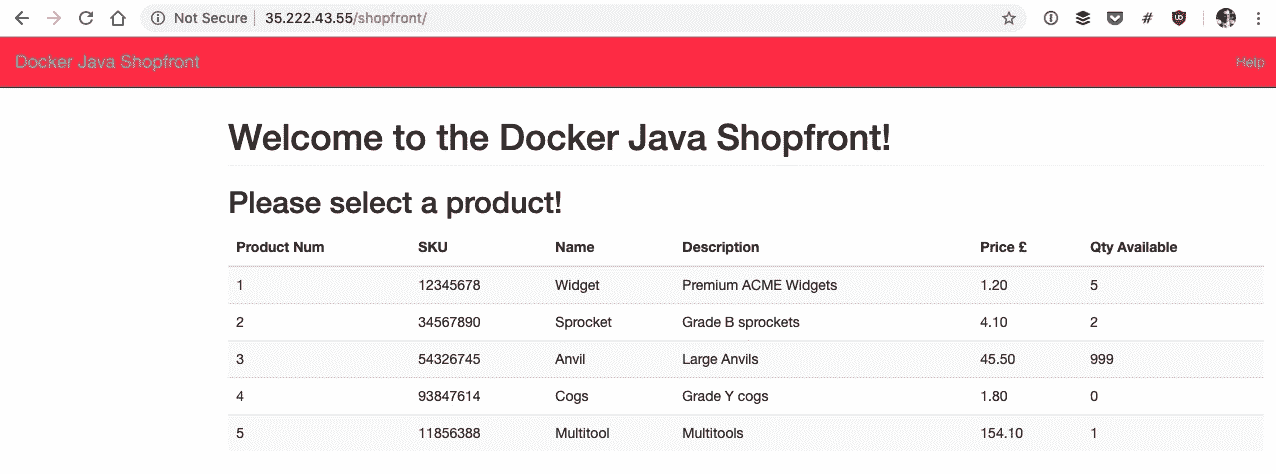 Not Secure 35.222.43.55/shopfront/
Docker Java Shopfront Help
Welcome to the Docker Java Shopfront!
Please select a product!
Product Num SKU Name Description Price £ Qty Available
1 12345678 Widget Premium ACME Widgets 1.20 5
2 34567890 Sprocket Grade B sprockets 4.10 2
3 54326745 Anvil Large Anvils 45.50 999
4 93847614 Cogs Grade Y cogs 1.80 0
5 11856388 Multitool Multitools 154.10 1